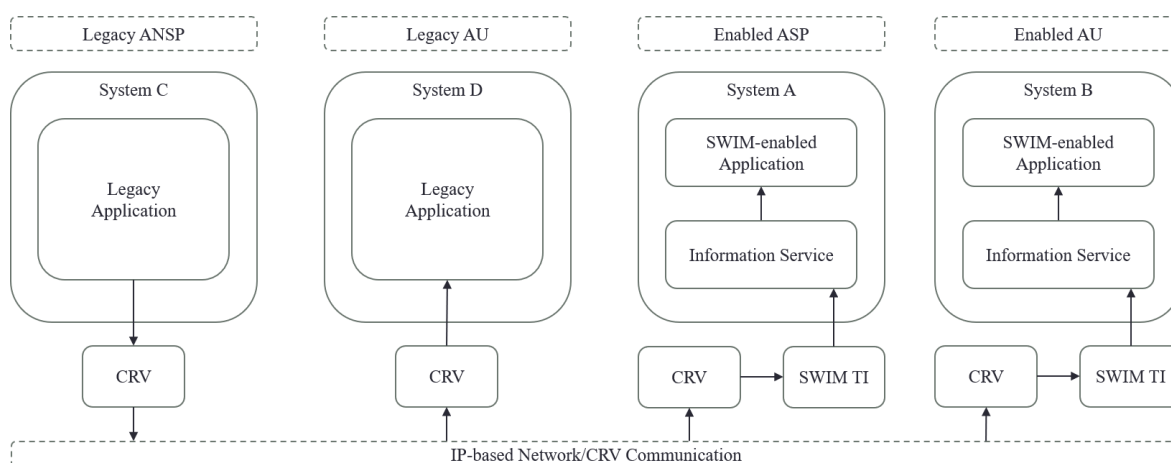 Legacy ANSP
Legacy AU
Enabled ASP
Enabled AU
System C
System D
System A
System B
Legacy
Application
Legacy
Application
SWIM-enabled
Application
SWIM-enabled
Application
Information Service
Information Service
CRV
CRV
CRV
SWIM TI
CRV
SWIM TI
IP-based Network/CRV Communication